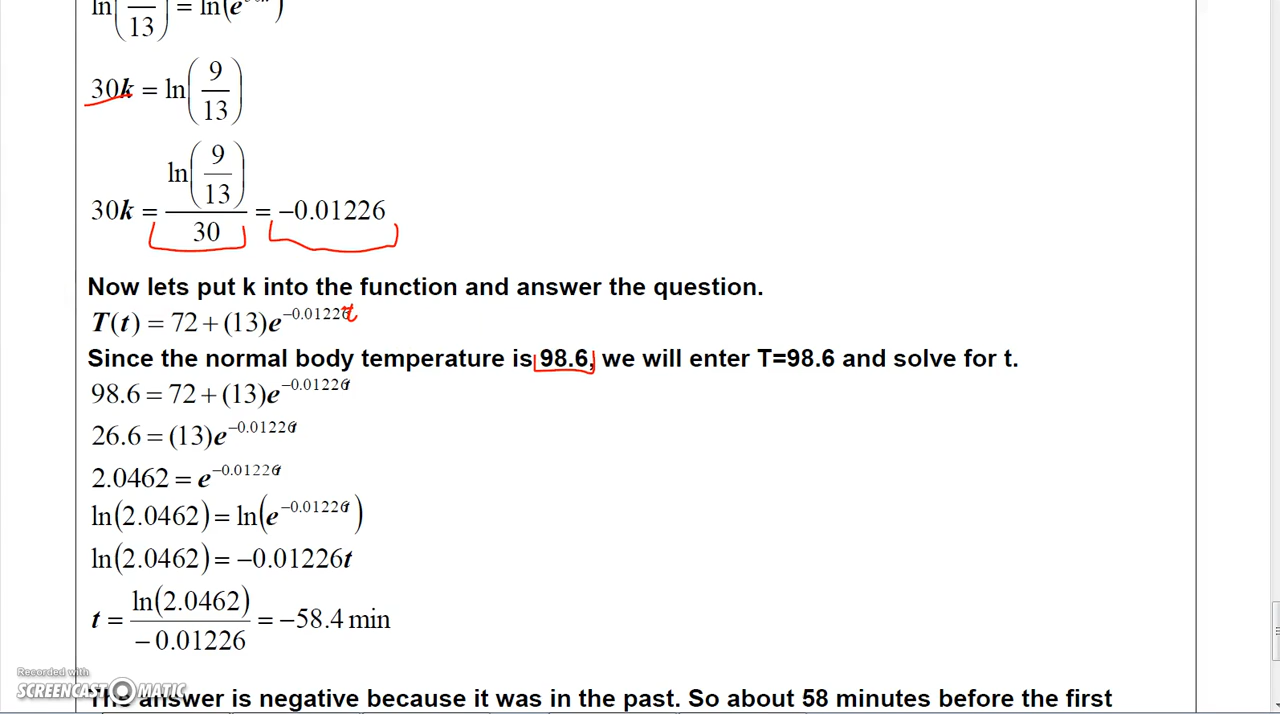 ln(—/13) = ln(e )
30k = ln(9/13)
30k = ln(9/13)/30 = –0.01226
Now lets put k into the function and answer the question.
T(t) = 72 + (13)e^–0.01226t
Since the normal body temperature is 98.6, we will enter T=98.6 and solve for t.
98.6 = 72 + (13)e^–0.01226t
26.6 = (13)e^–0.01226t
2.0462 = e^–0.01226t
ln(2.0462) = ln(e^–0.01226t)
ln(2.0462) = –0.01226t
t = ln(2.0462)/–0.01226 = –58.4 min
Recorded with
SCREENCAST-O-MATIC
The answer is negative because it was in the past. So about 58 minutes before the first